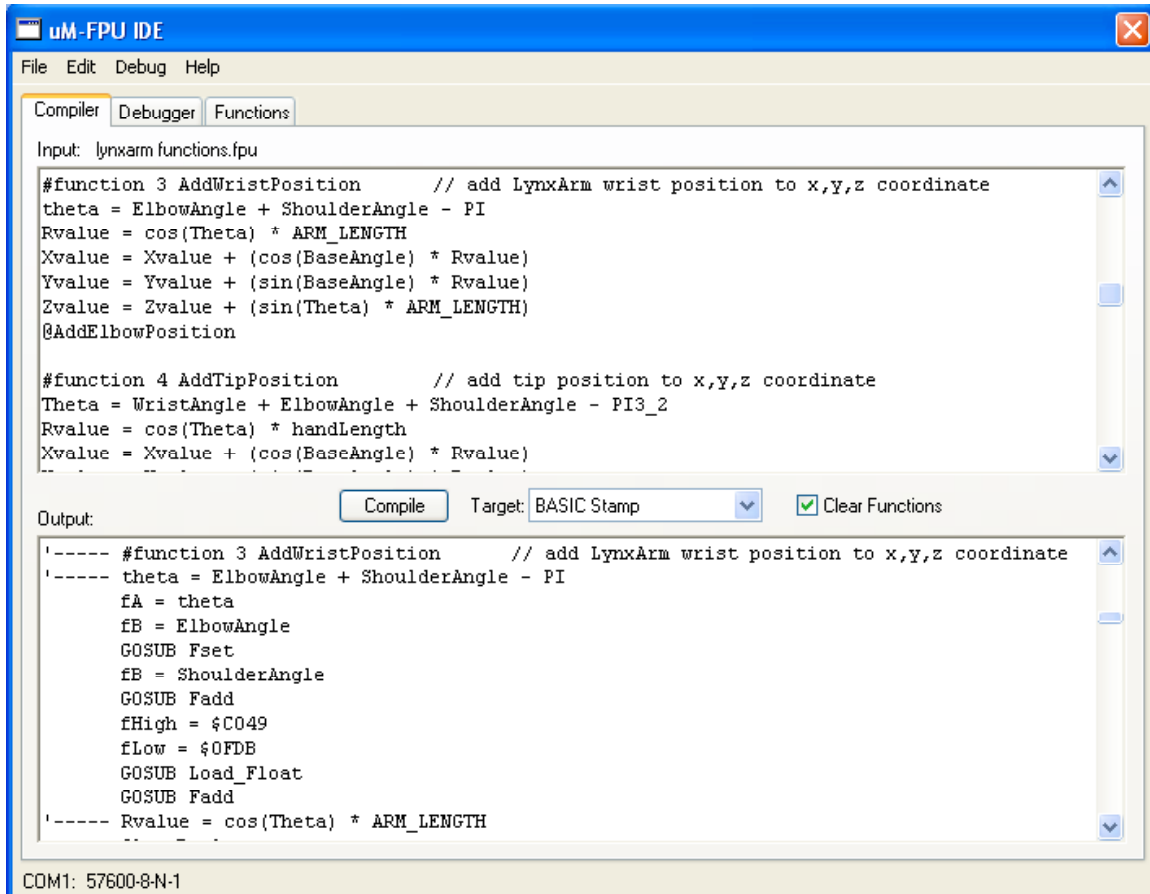 uM-FPU IDE
File Edit Debug Help
Compiler Debugger Functions
Input: lynxarm functions.fpu
#function 3 AddWristPosition // add LynxArm wrist position to x,y,z coordinate
theta = ElbowAngle + ShoulderAngle - PI
Rvalue = cos(Theta) * ARM_LENGTH
Xvalue = Xvalue + (cos(BaseAngle) * Rvalue)
Yvalue = Yvalue + (sin(BaseAngle) * Rvalue)
Zvalue = Zvalue + (sin(Theta) * ARM_LENGTH)
@AddElbowPosition
#function 4 AddTipPosition // add tip position to x,y,z coordinate
Theta = WristAngle + ElbowAngle + ShoulderAngle - PI3_2
Rvalue = cos(Theta) * handLength
Xvalue = Xvalue + (cos(BaseAngle) * Rvalue)
Output: Compile Target: BASIC Stamp Clear Functions
'----- #function 3 AddWristPosition // add LynxArm wrist position to x,y,z coordinate
'----- theta = ElbowAngle + ShoulderAngle - PI
fA = theta
fB = ElbowAngle
GOSUB Fset
fB = ShoulderAngle
GOSUB Fadd
fHigh = $C049
fLow = $0FDB
GOSUB Load_Float
GOSUB Fadd
'----- Rvalue = cos(Theta) * ARM_LENGTH
COM1: 57600-8-N-1